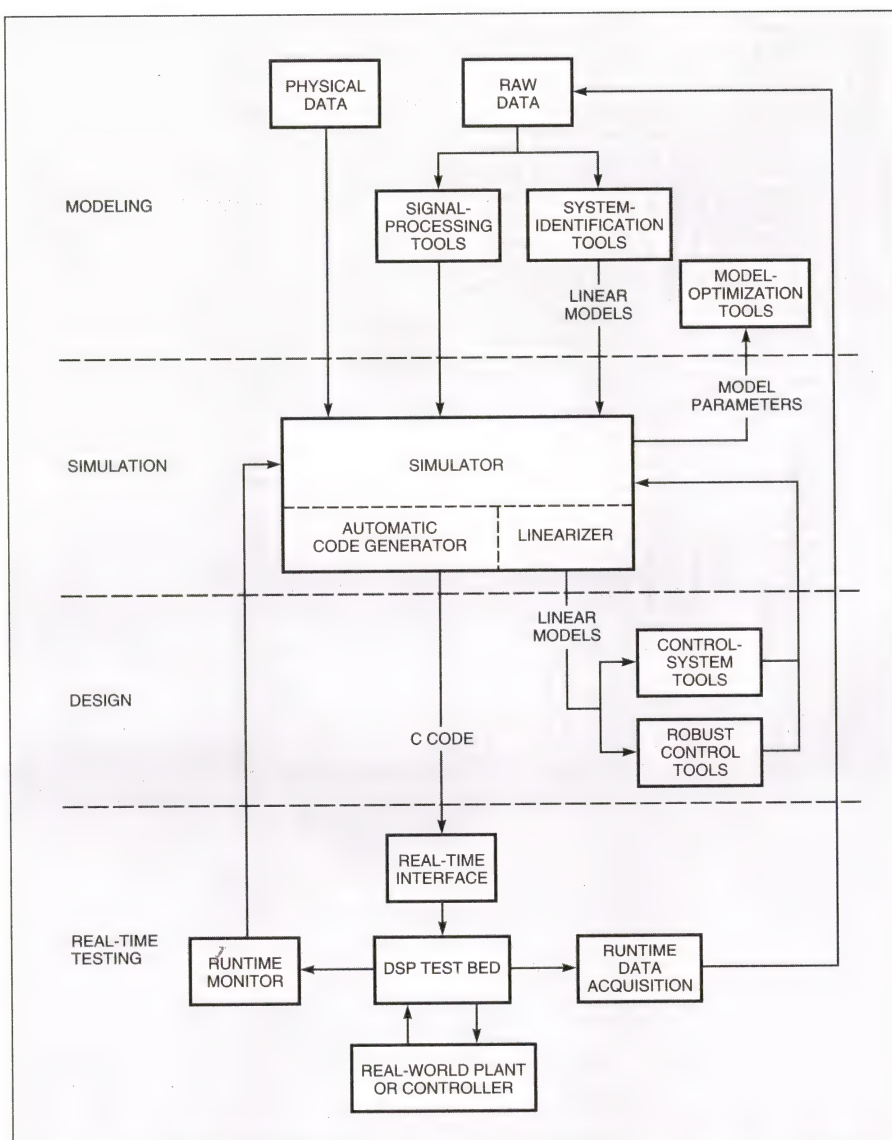 PHYSICAL
DATA
RAW
DATA
MODELING
SIGNAL-
PROCESSING
TOOLS
SYSTEM-
IDENTIFICATION
TOOLS
LINEAR
MODELS
MODEL-
OPTIMIZATION
TOOLS
MODEL
PARAMETERS
SIMULATION
SIMULATOR
AUTOMATIC
CODE GENERATOR
LINEARIZER
LINEAR
MODELS
CONTROL-
SYSTEM
TOOLS
DESIGN
C CODE
ROBUST
CONTROL
TOOLS
REAL-TIME
INTERFACE
REAL-TIME
TESTING
RUNTIME
MONITOR
DSP TEST BED
RUNTIME
DATA
ACQUISITION
REAL-WORLD PLANT
OR CONTROLLER